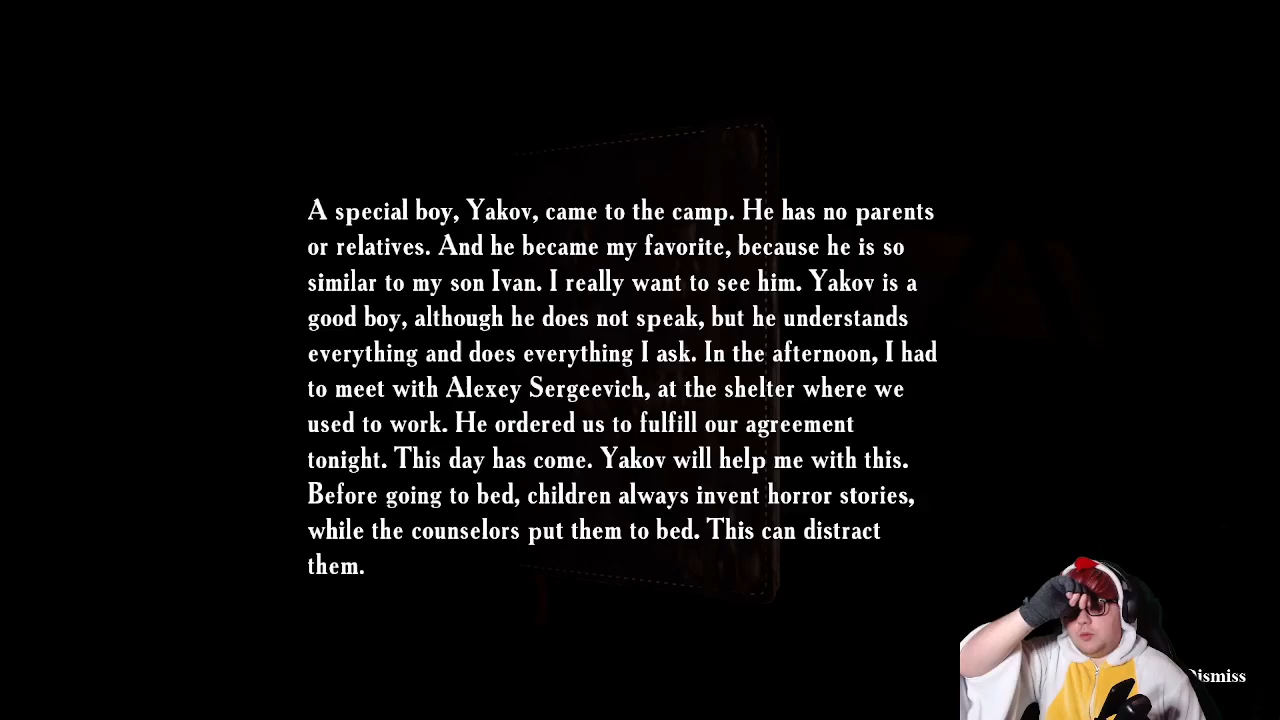 A special boy, Yakov, came to the camp. He has no parents
or relatives. And he became my favorite, because he is so
similar to my son Ivan. I really want to see him. Yakov is a
good boy, although he does not speak, but he understands
everything and does everything I ask. In the afternoon, I had
to meet with Alexey Sergeevich, at the shelter where we
used to work. He ordered us to fulfill our agreement
tonight. This day has come. Yakov will help me with this.
Before going to bed, children always invent horror stories,
while the counselors put them to bed. This can distract
them.
Dismiss